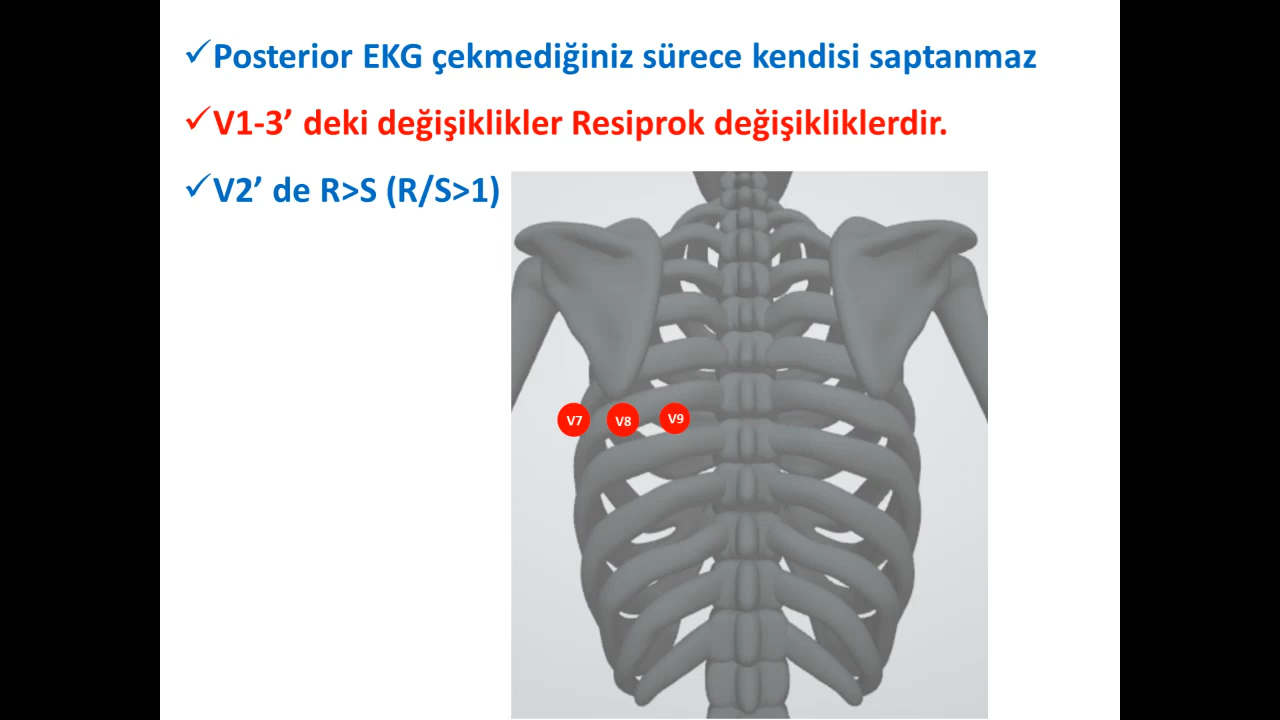 ✓Posterior EKG çekmediğiniz sürece kendisi saptanmaz
✓V1-3’ deki değişiklikler Resiprok değişikliklerdir.
✓V2’ de R>S (R/S>1)
V7 V8 V9